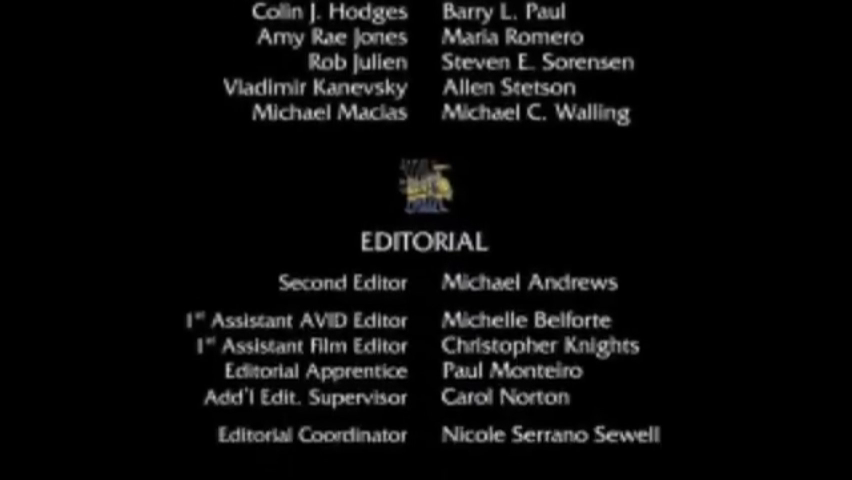 Colin J. Hodges Barry L. Paul
Amy Rae Jones Maria Romero
Rob Julien Steven E. Sorensen
Vladimir Kanevsky Allen Stetson
Michael Macias Michael C. Walling
EDITORIAL
Second Editor Michael Andrews
1st Assistant AVID Editor Michelle Belforte
1st Assistant Film Editor Christopher Knights
Editorial Apprentice Paul Monteiro
Add'l Edit. Supervisor Carol Norton
Editorial Coordinator Nicole Serrano Sewell